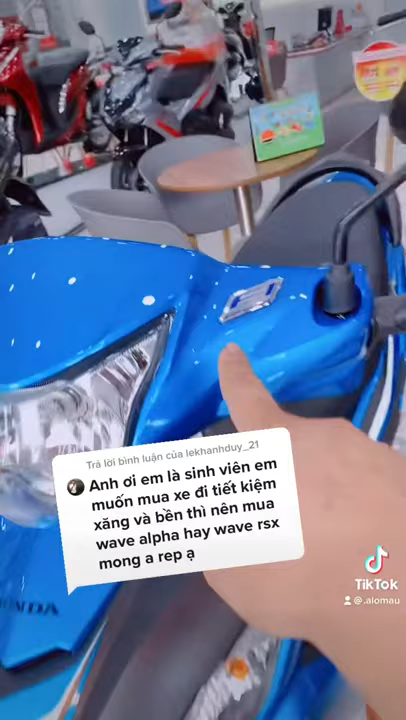 Trả lời bình luận của lekhanhduy_21
Anh ơi em là sinh viên em
muốn mua xe đi tiết kiệm
xăng và bền thì nên mua
wave alpha hay wave rsx
mong a rep ạ
HONDA
TikTok
@.alomau